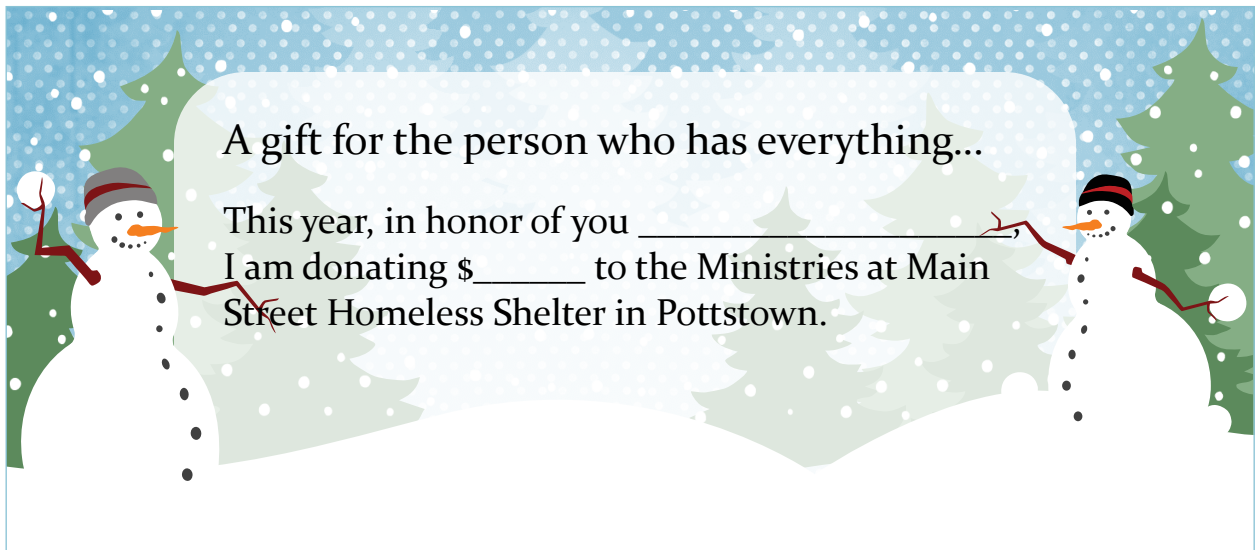 A gift for the person who has everything...
This year, in honor of you ____________________,
I am donating $______ to the Ministries at Main
Street Homeless Shelter in Pottstown.